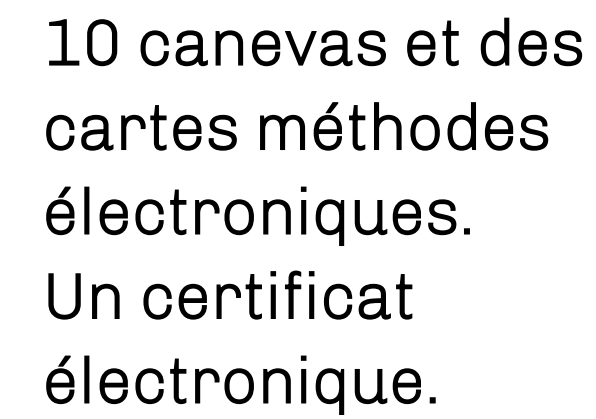 10 canevas et des
cartes méthodes
électroniques.
Un certificat
électronique.